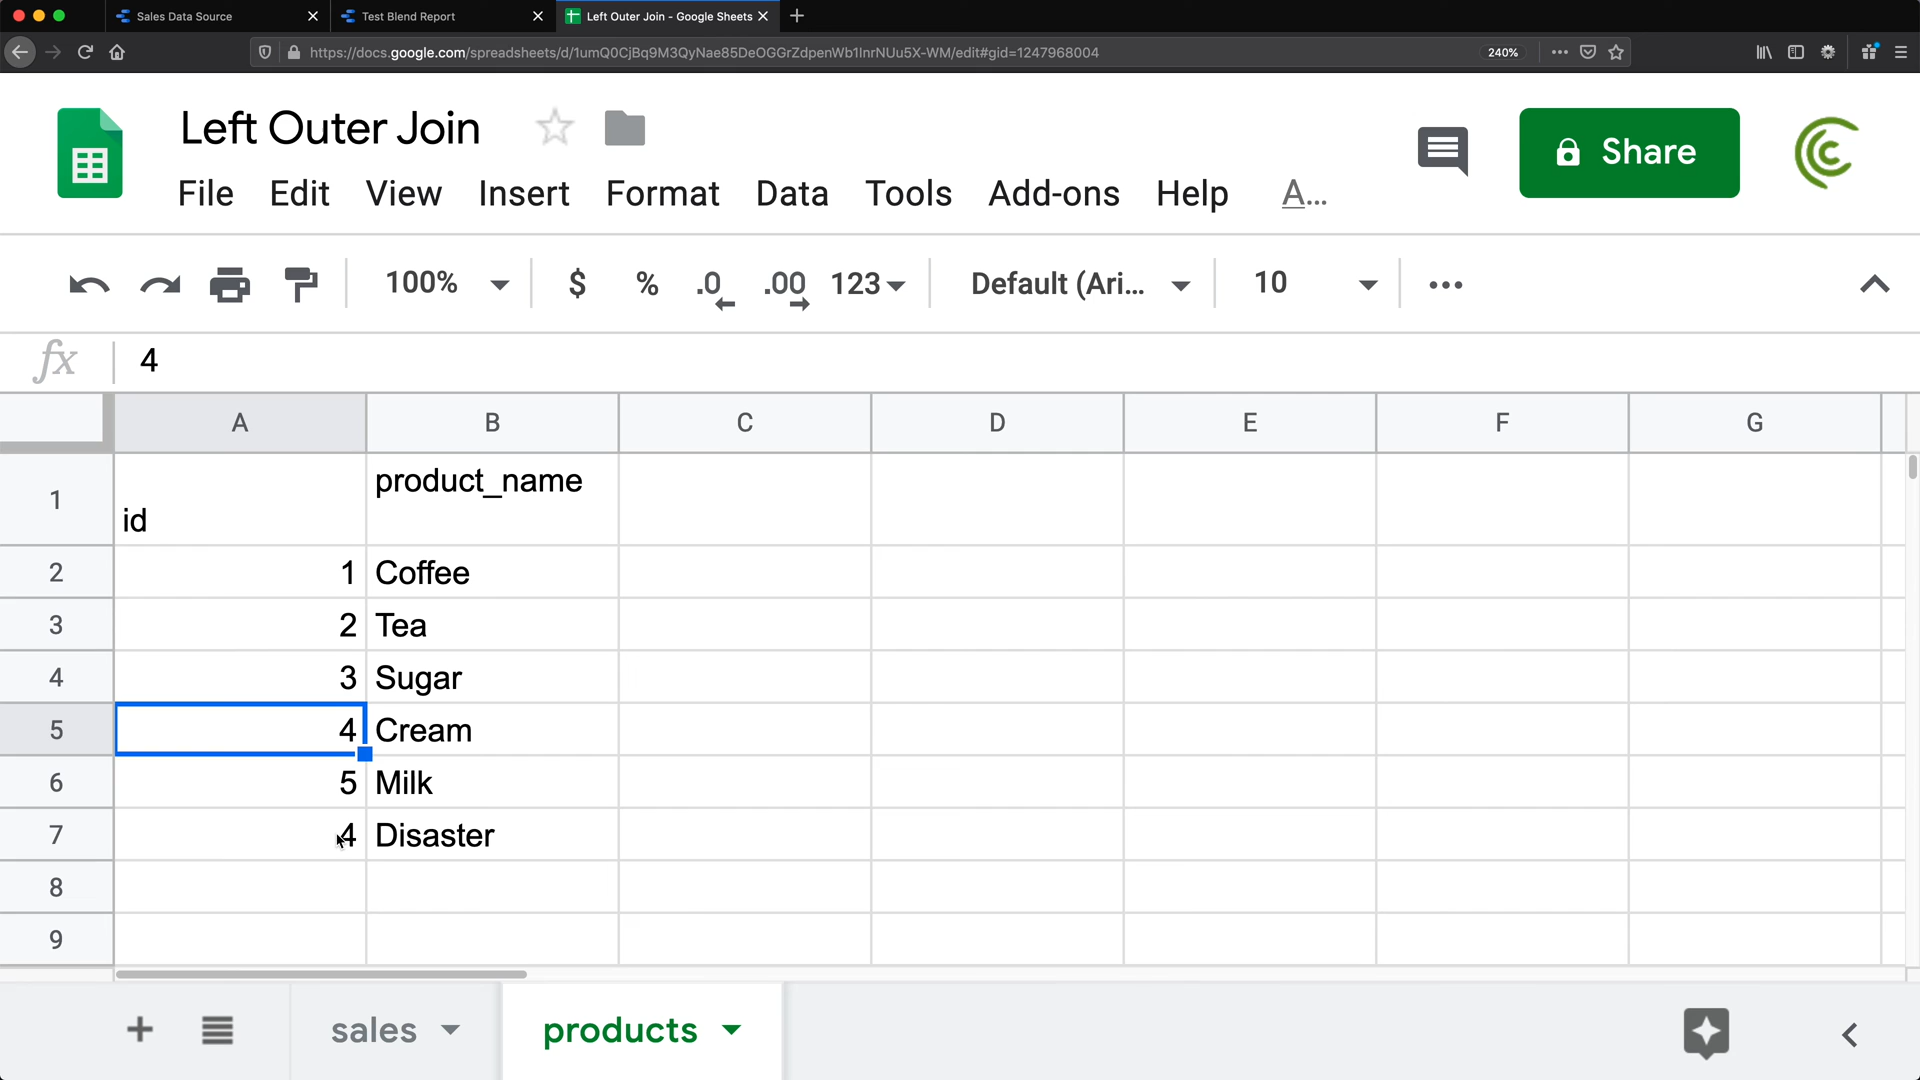 Sales Data Source
Test Blend Report
Left Outer Join - Google Sheets
https://docs.google.com/spreadsheets/d/1umQ0CjBq9M3QyNae85DeOGGrZdpenWb1InrNUu5X-WM/edit#gid=1247968004
240%
Left Outer Join
Share
File Edit View Insert Format Data Tools Add-ons Help A...
100% $ % .0 .00 123 Default (Ari... 10
fx 4
A B C D E F G
1 id product_name
2 1 Coffee
3 2 Tea
4 3 Sugar
5 4 Cream
6 5 Milk
7 4 Disaster
8
9
sales products